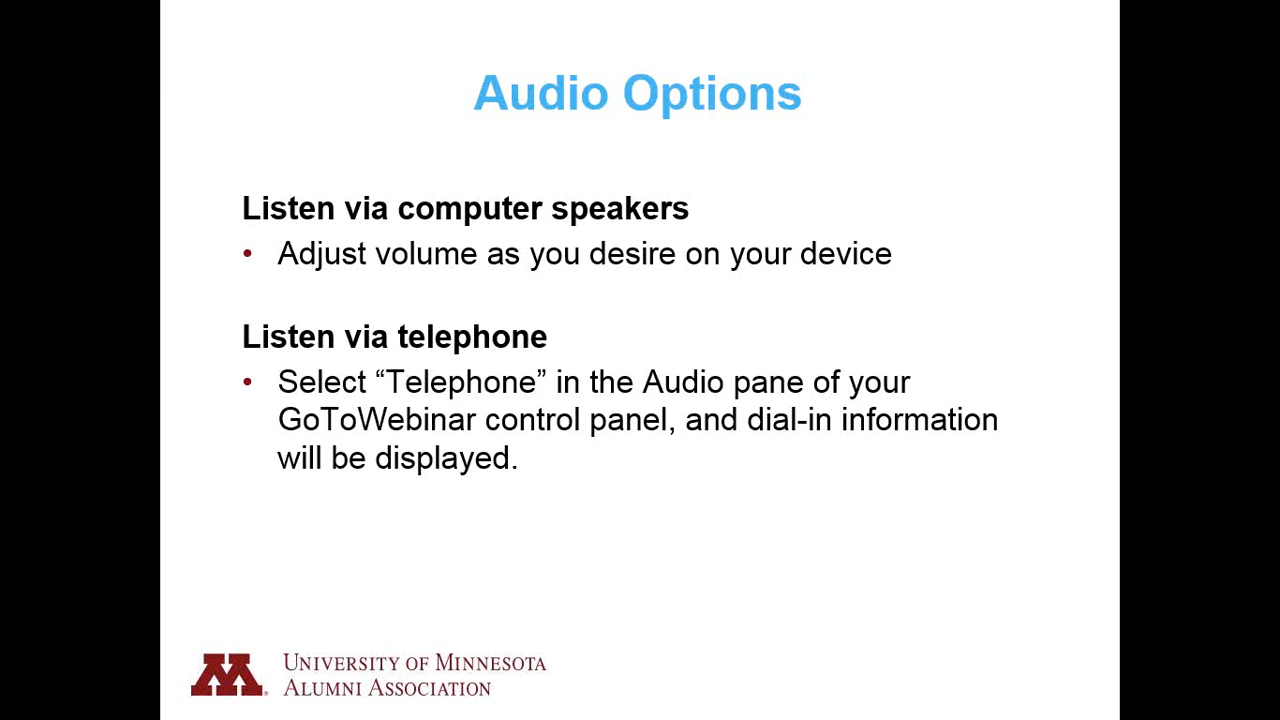 Audio Options
Listen via computer speakers
• Adjust volume as you desire on your device
Listen via telephone
• Select “Telephone” in the Audio pane of your
GoToWebinar control panel, and dial-in information
will be displayed.
M
UNIVERSITY OF MINNESOTA
ALUMNI ASSOCIATION